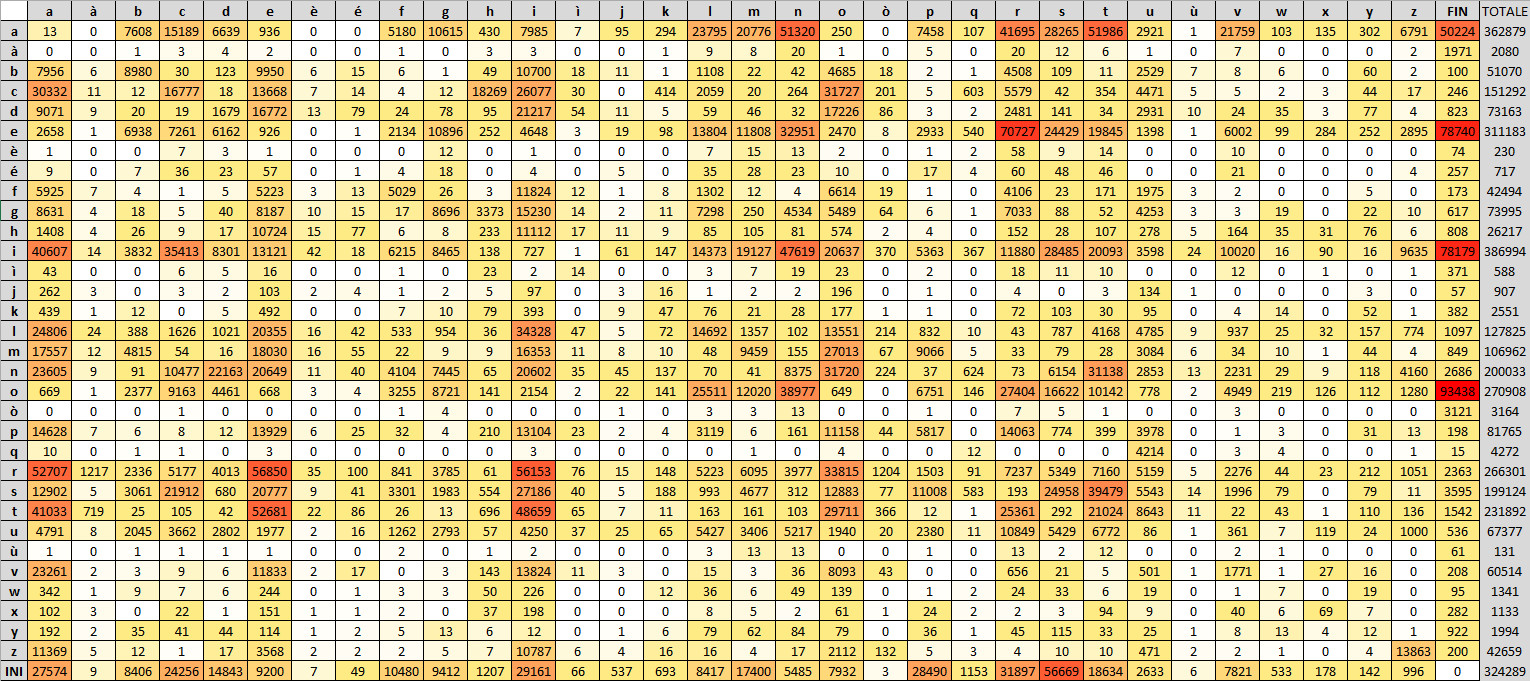 a à b c d e è é f g h i ì j k l m n o ò p q r s t u ù v w x y z FIN TOTALE
a 13 0 7608 15189 6639 936 0 0 5180 10615 430 7985 7 95 294 23795 20776 51320 250 0 7458 107 41695 28265 51986 2921 1 21759 103 135 302 6791 50224 362879
à 0 0 1 3 4 2 0 0 0 1 0 3 3 0 0 1 9 8 20 1 0 5 0 20 12 6 1 0 7 0 0 0 2 1971 2080
b 7956 6 8980 30 123 9950 6 15 6 1 49 10700 18 11 1 1108 22 42 4685 18 2 1 4508 109 11 2529 7 8 6 0 60 2 100 51070
c 30332 11 12 16777 18 13668 7 14 4 12 18269 26077 30 0 414 2059 20 264 31727 201 5 603 5579 42 354 4471 5 5 2 3 44 17 246 151292
d 9071 9 20 19 1679 16772 13 79 24 78 95 21217 54 11 5 59 46 32 17226 86 3 2 2481 141 34 2931 10 24 35 3 77 4 823 73163
e 2658 1 6938 7261 6162 926 0 1 2134 10896 252 4648 3 19 98 13804 11808 32951 2470 8 2933 540 70727 24429 19845 1398 1 6002 99 284 252 2895 78740 311183
è 1 0 0 7 3 1 0 0 0 12 0 1 0 0 0 7 15 13 2 0 1 2 58 9 14 0 0 10 0 0 0 0 74 230
é 9 0 7 36 23 57 0 1 4 18 0 4 0 5 0 35 28 23 10 0 17 4 60 48 46 0 0 21 0 0 0 4 257 717
f 5925 7 4 1 5 5223 3 13 5029 26 3 11824 12 1 8 1302 12 4 6614 19 1 0 4106 23 171 1975 3 2 0 0 5 0 173 42494
g 8631 4 18 5 40 8187 10 15 17 8696 3373 15230 14 2 11 7298 250 4534 5489 64 6 1 7033 88 52 4253 3 3 19 0 22 10 617 73995
h 1408 4 26 9 17 10724 15 77 6 8 233 11112 17 11 9 85 105 81 574 2 4 0 152 28 107 278 5 164 35 31 76 6 808 26217
i 40607 14 3832 35413 8301 13121 42 18 6215 8465 138 727 1 61 147 14373 19127 47619 20637 370 5363 367 11880 28485 20093 3598 24 10020 16 90 16 9635 78179 386994
ì 43 0 0 6 5 16 0 0 1 0 23 2 14 0 0 3 7 19 23 0 2 0 18 11 10 0 0 12 0 1 0 1 371 588
j 262 3 0 3 2 103 2 4 1 2 5 97 0 3 16 1 2 2 196 0 1 0 4 0 3 134 1 0 0 0 3 0 57 907
k 439 1 12 0 5 492 0 0 7 10 79 393 0 9 47 76 21 28 177 1 1 0 72 103 30 95 0 4 14 0 52 1 382 2551
l 24806 24 388 1626 1021 20355 16 42 533 954 36 34328 47 5 72 14692 1357 102 13551 214 832 10 43 787 4168 4785 9 937 25 32 157 774 1097 127825
m 17557 12 4815 54 16 18030 16 55 22 9 9 16353 11 8 10 48 9459 155 27013 67 9066 5 33 79 28 3084 6 34 10 1 44 4 849 106962
n 23605 9 91 10477 22163 20649 11 40 4104 7445 65 20602 35 45 137 70 41 8375 31720 224 37 624 73 6154 31138 2853 13 2231 29 9 118 4160 2686 200033
o 669 1 2377 9163 4461 668 3 4 3255 8721 141 2154 2 22 141 25511 12020 38977 649 0 6751 146 27404 16622 10142 778 2 4949 219 126 112 1280 93438 270908
ò 0 0 0 1 0 0 0 0 1 4 0 0 0 0 1 3 3 13 0 0 1 0 7 5 1 0 0 3 0 0 0 0 3121 3164
p 14628 7 6 8 12 13929 6 25 32 4 210 13104 23 2 4 3119 6 161 11158 44 5817 0 14063 774 399 3978 0 1 3 0 31 13 198 81765
q 10 0 1 1 0 3 0 0 0 0 0 3 0 0 0 0 1 0 4 0 0 12 0 0 0 4214 0 3 4 0 0 1 15 4272
r 52707 1217 2336 5177 4013 56850 35 100 841 3785 61 56153 76 15 148 5223 6095 3977 33815 1204 1503 91 7237 5349 7160 5159 5 2276 44 23 212 1051 2363 266301
s 12902 5 3061 21912 680 20777 9 41 3301 1983 554 27186 40 5 188 993 4677 312 12883 77 11008 583 193 24958 39479 5543 14 1996 79 0 79 11 3595 199124
t 41033 719 25 105 42 52681 22 86 26 13 696 48659 65 7 11 163 161 103 29711 366 12 1 25361 292 21024 8643 11 22 43 1 110 136 1542 231892
u 4791 8 2045 3662 2802 1977 2 16 1262 2793 57 4250 37 25 65 5427 3406 5217 1940 20 2380 11 10849 5429 6772 86 1 361 7 119 24 1000 536 67377
ù 1 0 1 1 1 1 0 0 2 0 1 2 0 0 0 3 13 13 0 0 1 0 13 2 12 0 0 2 1 0 0 0 61 131
v 23261 2 3 9 6 11833 2 17 0 3 143 13824 11 3 0 15 3 36 8093 43 0 0 656 21 5 501 1 1771 1 27 16 0 208 60514
w 342 1 9 7 6 244 0 1 3 3 50 226 0 0 12 36 6 49 139 0 1 2 24 33 6 19 0 1 7 0 19 0 95 1341
x 102 3 0 22 1 151 1 1 2 0 37 198 0 0 0 8 5 2 61 1 24 2 2 3 94 9 0 40 6 69 7 0 282 1133
y 192 2 35 41 44 114 1 2 5 13 6 12 0 1 6 79 62 84 79 0 36 1 45 115 33 25 1 8 13 4 12 1 922 1994
z 11369 5 12 1 17 3568 2 2 2 5 7 10787 6 4 16 16 4 17 2112 132 5 3 4 10 10 471 2 2 1 0 4 13863 200 42659
INI 27574 9 8406 24256 14843 9200 7 49 10480 9412 1207 29161 66 537 693 8417 17400 5485 7932 3 28490 1153 31897 56669 18634 2633 6 7821 533 178 142 996 0 324289